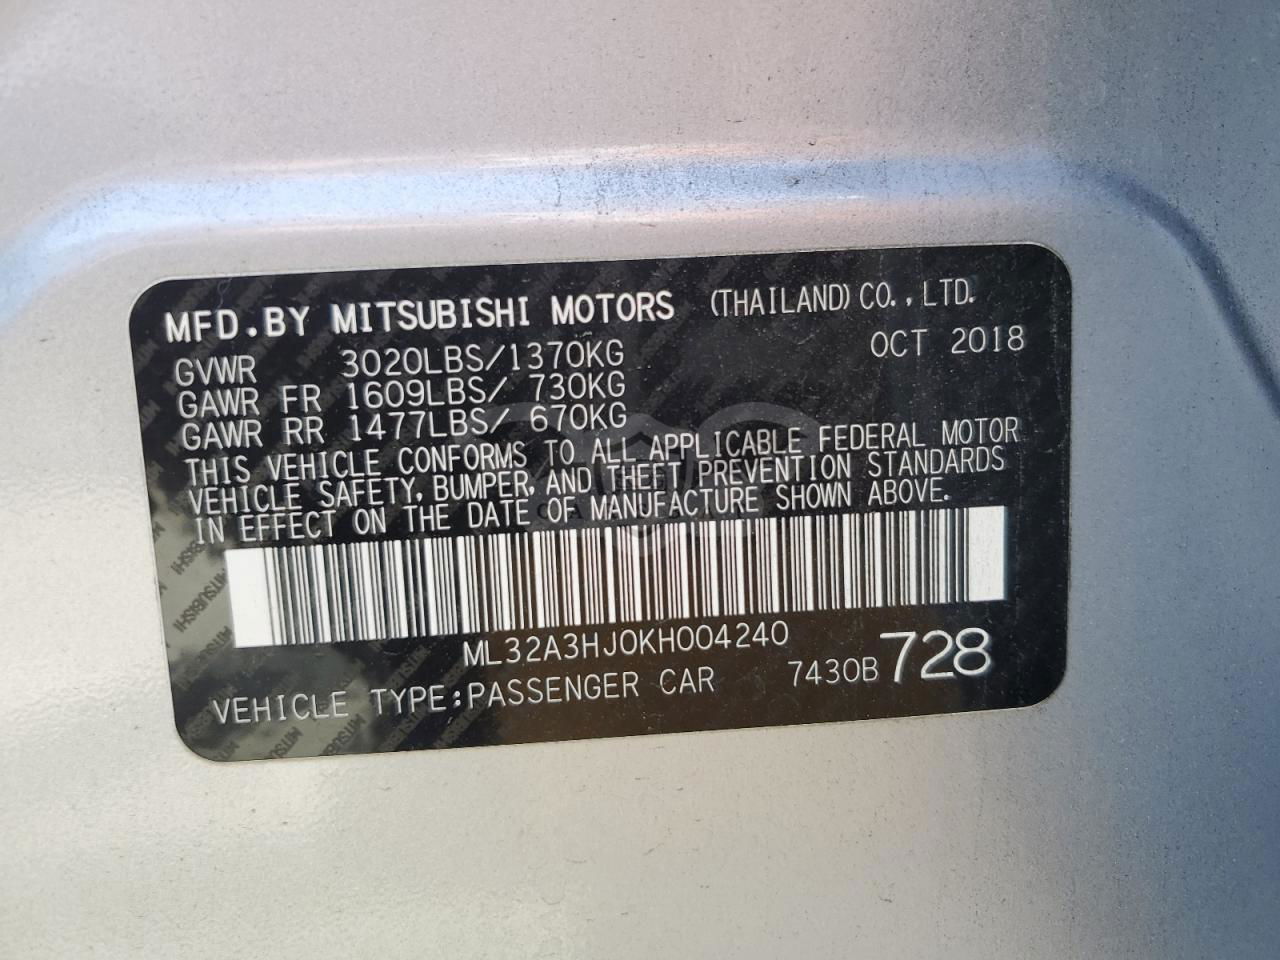 MFD.BY MITSUBISHI MOTORS (THAILAND) CO.,LTD.
OCT 2018
GVWR 3020LBS/1370KG
GAWR FR 1609LBS/ 730KG
GAWR RR 1477LBS/ 670KG
THIS VEHICLE CONFORMS TO ALL APPLICABLE FEDERAL MOTOR
VEHICLE SAFETY, BUMPER, AND THEFT PREVENTION STANDARDS
IN EFFECT ON THE DATE OF MANUFACTURE SHOWN ABOVE.
ML32A3HJ0KH004240
VEHICLE TYPE:PASSENGER CAR 7430B 728